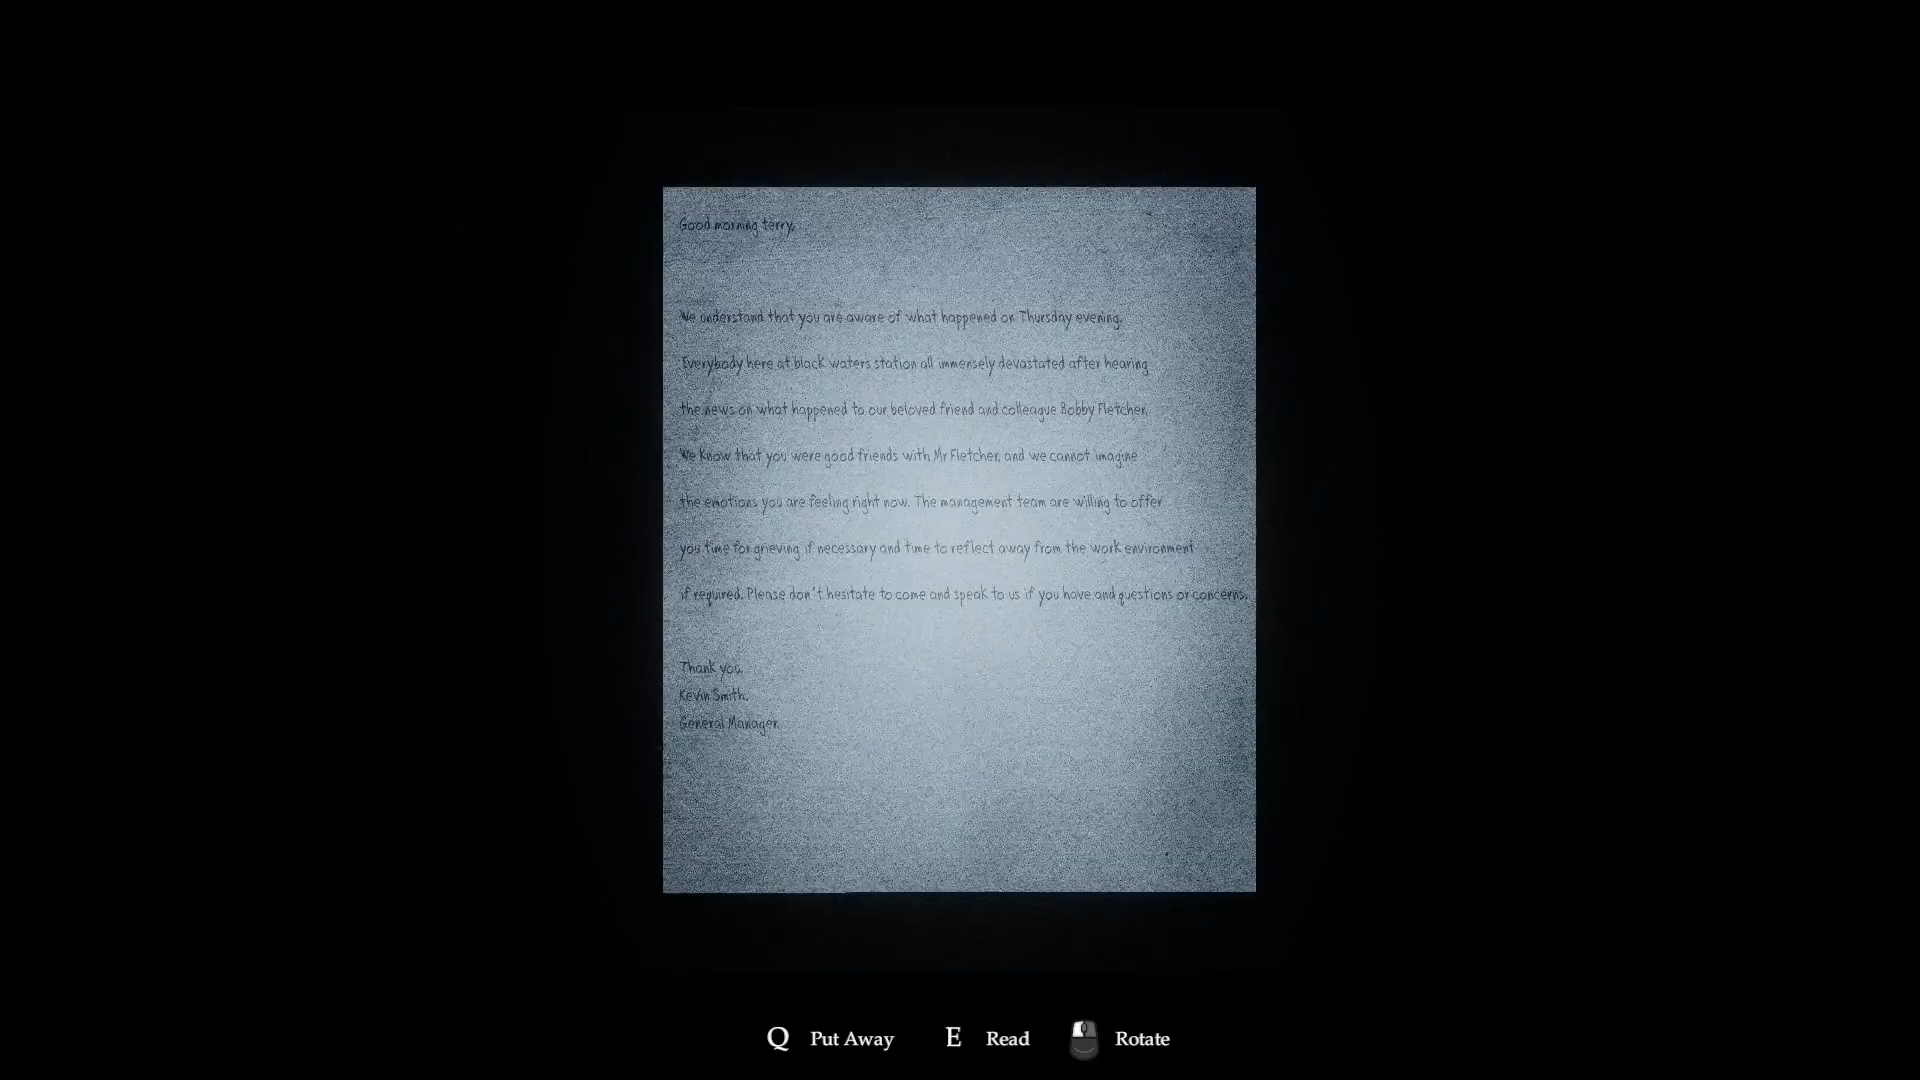 Good morning terry,
We understand that you are aware of what happened on Thursday evening.
Everybody here at black waters station all immensely devastated after hearing
the news on what happened to our beloved friend and colleague Bobby Fletcher.
We know that you were good friends with Mr Fletcher, and we cannot imagine
the emotions you are feeling right now. The management team are willing to offer
you time for grieving if necessary and time to reflect away from the work environment
if required. Please don't hesitate to come and speak to us if you have and questions or concerns.
Thank you.
Kevin Smith.
General Manager.
Q Put Away E Read Rotate